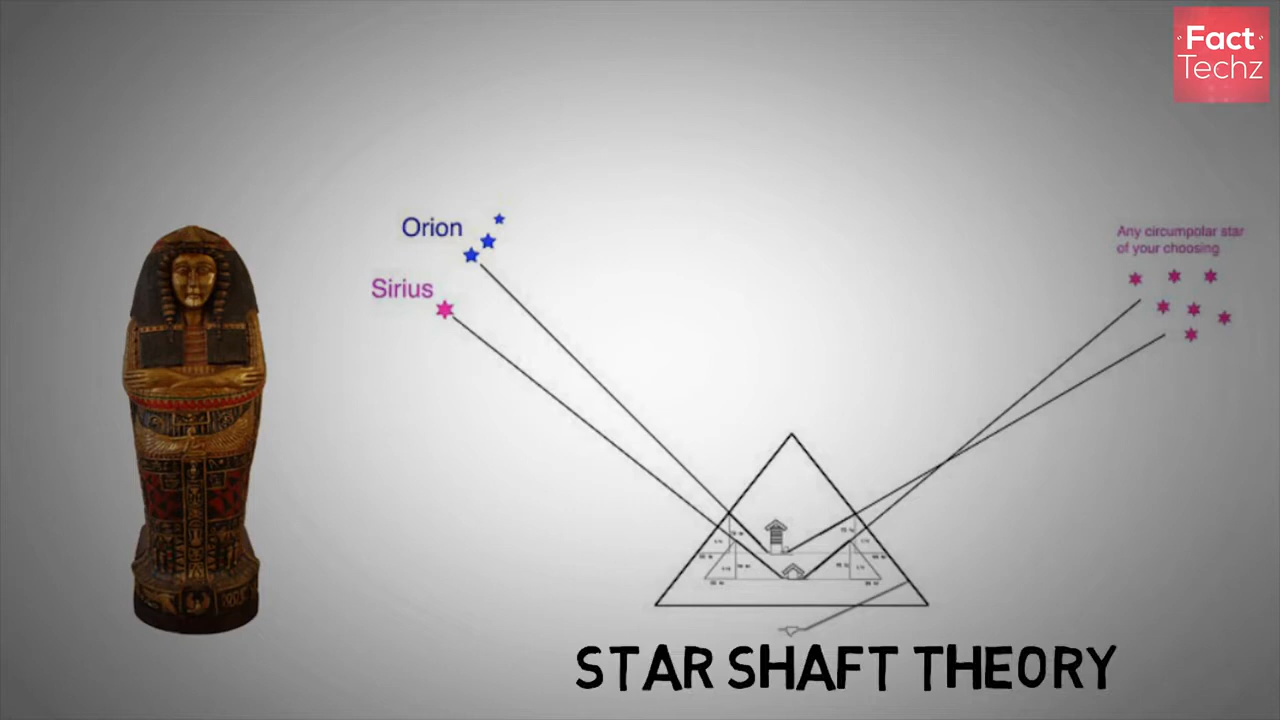 Fact
Techz
Orion
Sirius
Any circumpolar star
of your choosing
STAR SHAFT THEORY